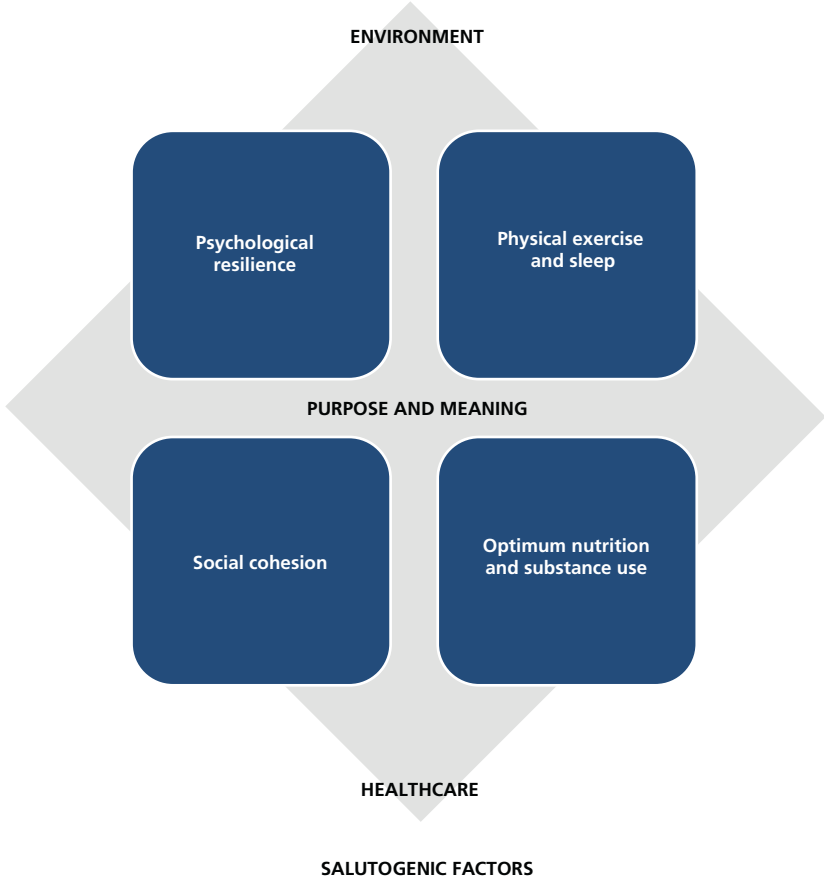 ENVIRONMENT
Psychological
resilience
Physical exercise
and sleep
PURPOSE AND MEANING
Social cohesion
Optimum nutrition
and substance use
HEALTHCARE
SALUTOGENIC FACTORS